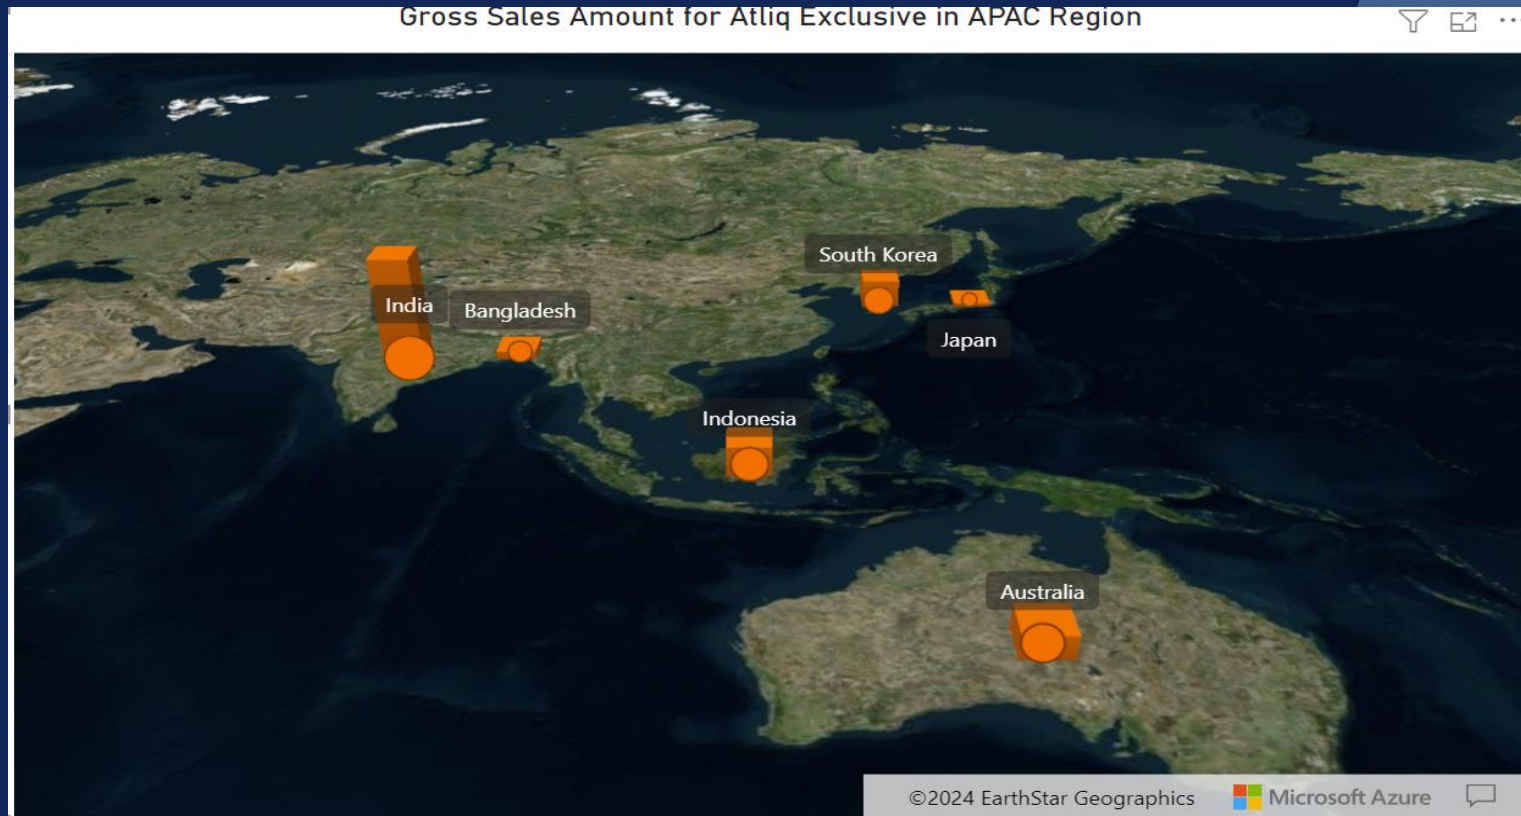 Gross Sales Amount for Atliq Exclusive in APAC Region
South Korea
India
Bangladesh
Japan
Indonesia
Australia
©2024 EarthStar Geographics
Microsoft Azure